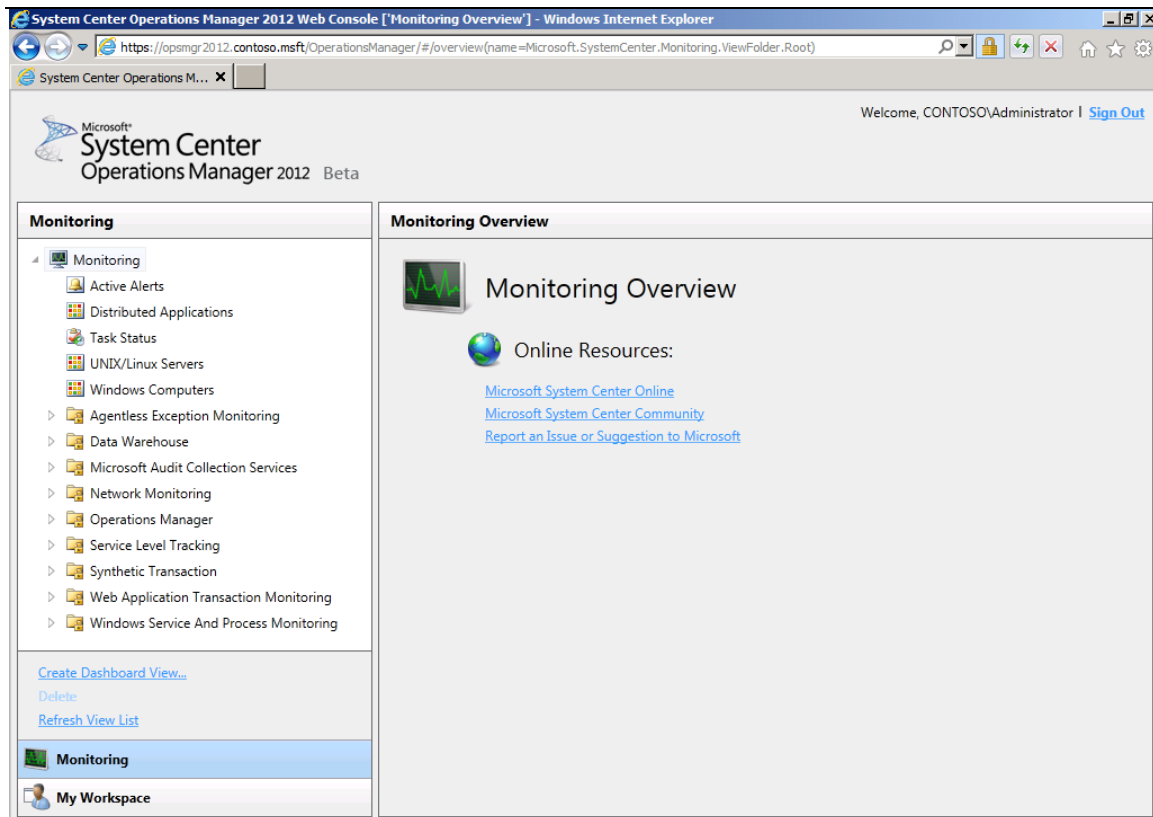 System Center Operations Manager 2012 Web Console ['Monitoring Overview'] - Windows Internet Explorer
https://opsmgr2012.contoso.msft/OperationsManager/#/overview(name=Microsoft.SystemCenter.Monitoring.ViewFolder.Root)
System Center Operations M...
Welcome, CONTOSO\Administrator | Sign Out
Microsoft®
System Center
Operations Manager 2012 Beta
Monitoring
Monitoring
Active Alerts
Distributed Applications
Task Status
UNIX/Linux Servers
Windows Computers
Agentless Exception Monitoring
Data Warehouse
Microsoft Audit Collection Services
Network Monitoring
Operations Manager
Service Level Tracking
Synthetic Transaction
Web Application Transaction Monitoring
Windows Service And Process Monitoring
Create Dashboard View...
Delete
Refresh View List
Monitoring
My Workspace
Monitoring Overview
Monitoring Overview
Online Resources:
Microsoft System Center Online
Microsoft System Center Community
Report an Issue or Suggestion to Microsoft